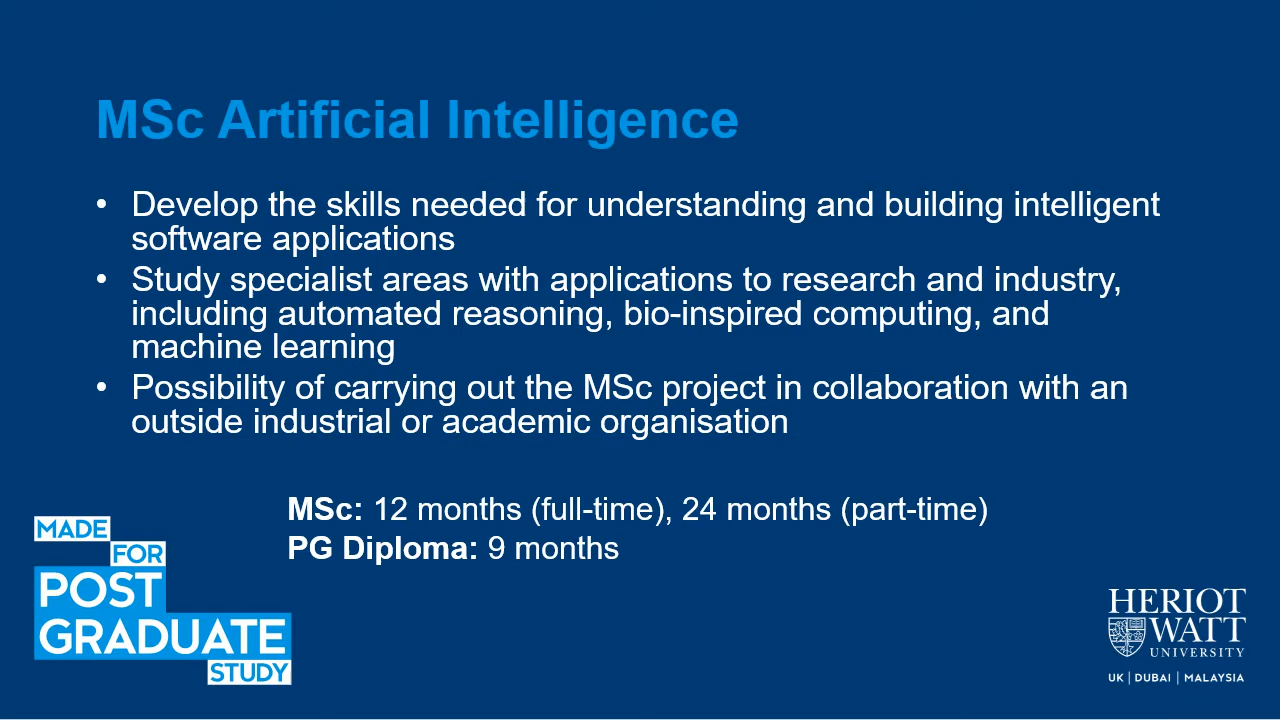 MSc Artificial Intelligence
• Develop the skills needed for understanding and building intelligent
software applications
• Study specialist areas with applications to research and industry,
including automated reasoning, bio-inspired computing, and
machine learning
• Possibility of carrying out the MSc project in collaboration with an
outside industrial or academic organisation
MSc: 12 months (full-time), 24 months (part-time)
PG Diploma: 9 months
MADE
FOR
POST
GRADUATE
STUDY
HERIOT
WATT
UNIVERSITY
UK | DUBAI | MALAYSIA